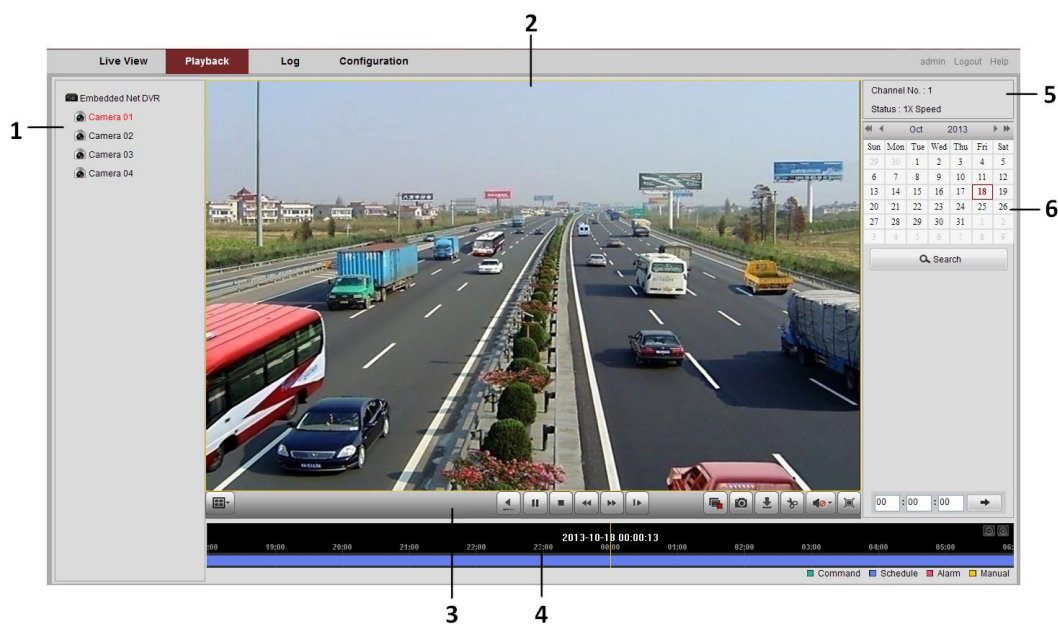 2
Live View Playback Log Configuration admin Logout Help
Embedded Net DVR
Camera 01
Camera 02
Camera 03
Camera 04
1
Channel No. : 1
Status : 1X Speed
5
Oct 2013
Sun Mon Tue Wed Thu Fri Sat
29 30 1 2 3 4 5
6 7 8 9 10 11 12
13 14 15 16 17 18 19
20 21 22 23 24 25 26
27 28 29 30 31 1 2
3 4 5 6 7 8 9
6
Search
00 : 00 : 00
2013-10-18 00:00:13
:00 19:00 20:00 21:00 22:00 23:00 00:00 01:00 02:00 03:00 04:00 05:00 06:
Command Schedule Alarm Manual
3 4